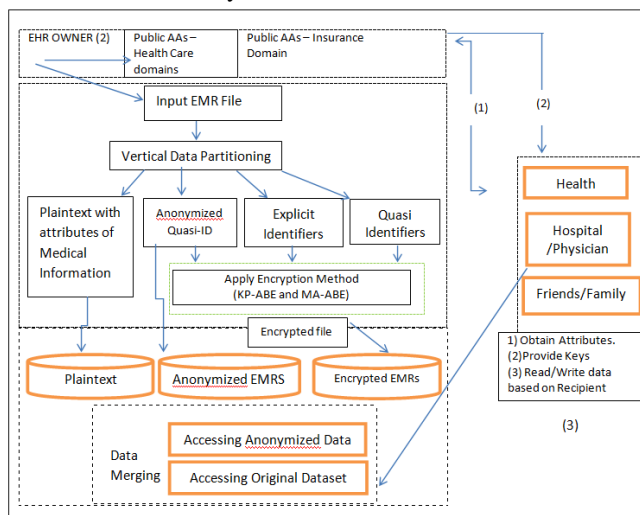 EHR OWNER (2)
Public AAs –
Health Care
domains
Public AAs – Insurance
Domain
Input EMR File
(1)
(2)
Vertical Data Partitioning
Plaintext with
attributes of
Medical
Information
Anonymized
Quasi-ID
Explicit
Identifiers
Quasi
Identifiers
Health
Hospital
/Physician
Friends/Family
Apply Encryption Method
(KP-ABE and MA-ABE)
Encrypted file
1) Obtain Attributes.
(2)Provide Keys
(3) Read/Write data
based on Recipient
(3)
Plaintext
Anonymized EMRS
Encrypted EMRs
Data
Merging
Accessing Anonymized Data
Accessing Original Dataset